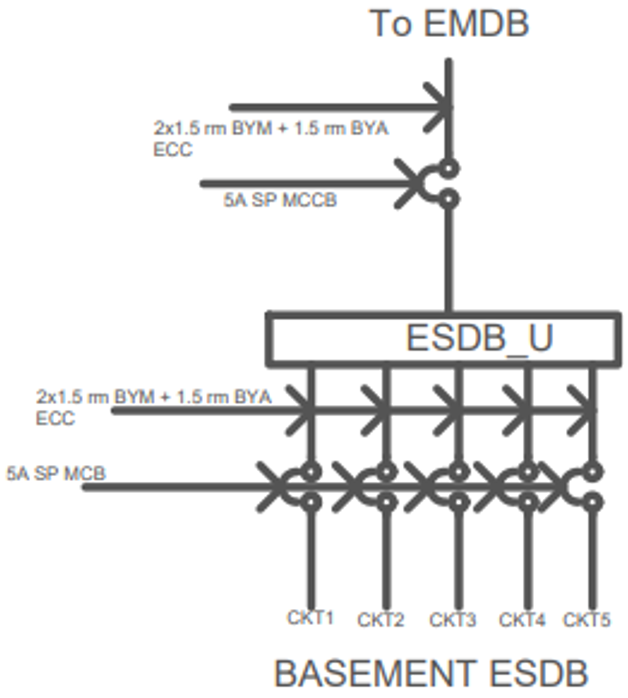 To EMDB
2x1.5 rm BYM + 1.5 rm BYA
ECC
5A SP MCCB
ESDB_U
2x1.5 rm BYM + 1.5 rm BYA
ECC
5A SP MCB
CKT1 CKT2 CKT3 CKT4 CKT5
BASEMENT ESDB